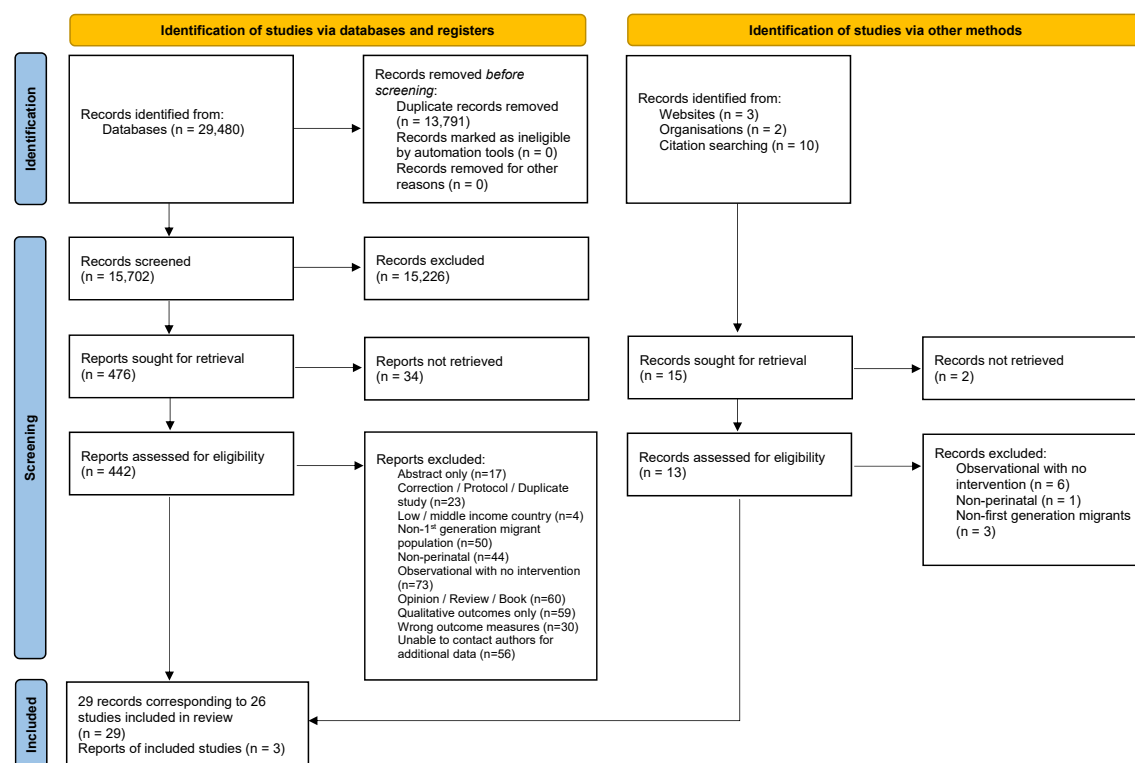 Identification of studies via databases and registers
Identification of studies via other methods
Identification
Records identified from:
Databases (n = 29,480)
Records removed before
screening:
Duplicate records removed
(n = 13,791)
Records marked as ineligible
by automation tools (n = 0)
Records removed for other
reasons (n = 0)
Records identified from:
Websites (n = 3)
Organisations (n = 2)
Citation searching (n = 10)
Screening
Records screened
(n = 15,702)
Records excluded
(n = 15,226)
Reports sought for retrieval
(n = 476)
Reports not retrieved
(n = 34)
Records sought for retrieval
(n = 15)
Records not retrieved
(n = 2)
Reports assessed for eligibility
(n = 442)
Reports excluded:
Abstract only (n=17)
Correction / Protocol / Duplicate
study (n=23)
Low / middle income country (n=4)
Non-1st generation migrant
population (n=50)
Non-perinatal (n=44)
Observational with no intervention
(n=73)
Opinion / Review / Book (n=60)
Qualitative outcomes only (n=59)
Wrong outcome measures (n=30)
Unable to contact authors for
additional data (n=56)
Records assessed for eligibility
(n = 13)
Records excluded:
Observational with no
intervention (n = 6)
Non-perinatal (n = 1)
Non-first generation migrants
(n = 3)
Included
29 records corresponding to 26
studies included in review
(n = 29)
Reports of included studies (n = 3)